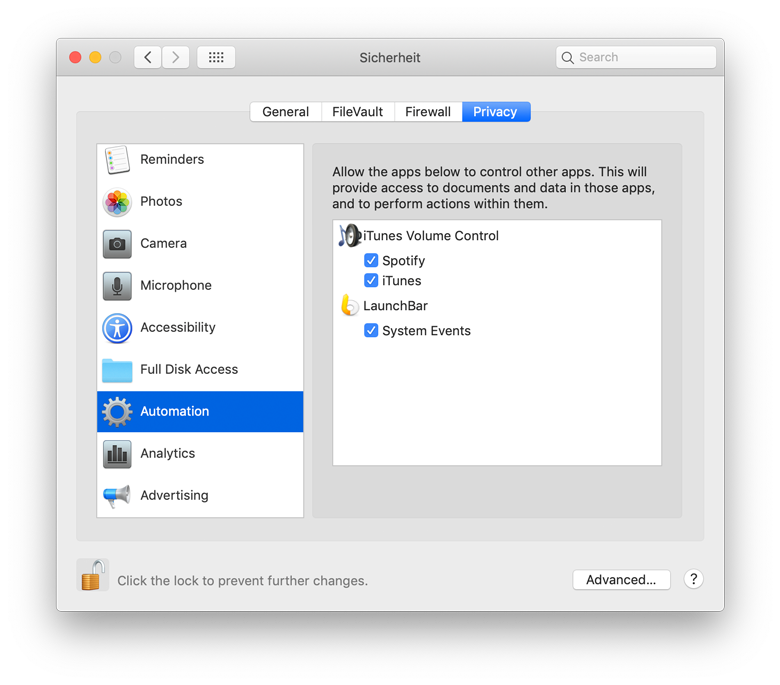 Sicherheit
Search
General
FileVault
Firewall
Privacy
Reminders
Photos
Camera
Microphone
Accessibility
Full Disk Access
Automation
Analytics
Advertising
Allow the apps below to control other apps. This will
provide access to documents and data in those apps,
and to perform actions within them.
iTunes Volume Control
Spotify
iTunes
LaunchBar
System Events
Click the lock to prevent further changes.
Advanced...
?